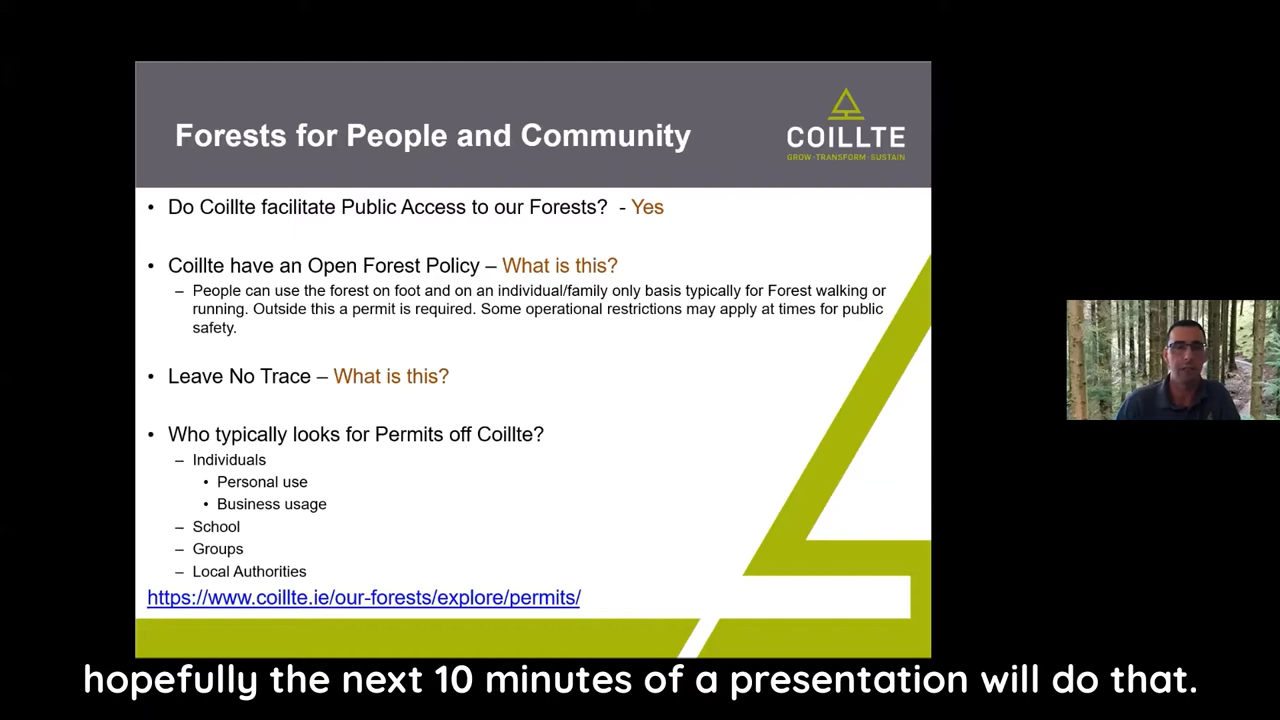 Forests for People and Community
COILLTE
GROW·TRANSFORM·SUSTAIN
• Do Coillte facilitate Public Access to our Forests? - Yes
• Coillte have an Open Forest Policy – What is this?
– People can use the forest on foot and on an individual/family only basis typically for Forest walking or
running. Outside this a permit is required. Some operational restrictions may apply at times for public
safety.
• Leave No Trace – What is this?
• Who typically looks for Permits off Coillte?
– Individuals
• Personal use
• Business usage
– School
– Groups
– Local Authorities
https://www.coillte.ie/our-forests/explore/permits/
hopefully the next 10 minutes of a presentation will do that.